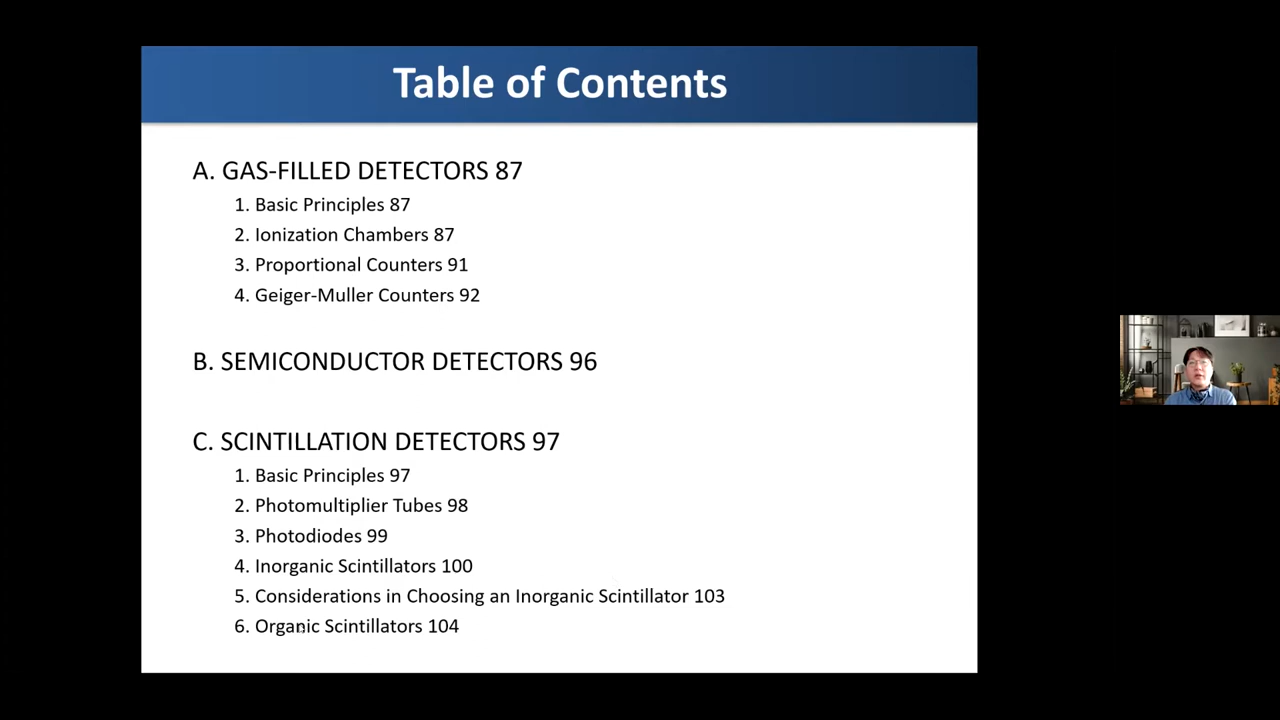 Table of Contents
A. GAS-FILLED DETECTORS 87
1. Basic Principles 87
2. Ionization Chambers 87
3. Proportional Counters 91
4. Geiger-Muller Counters 92
B. SEMICONDUCTOR DETECTORS 96
C. SCINTILLATION DETECTORS 97
1. Basic Principles 97
2. Photomultiplier Tubes 98
3. Photodiodes 99
4. Inorganic Scintillators 100
5. Considerations in Choosing an Inorganic Scintillator 103
6. Organic Scintillators 104